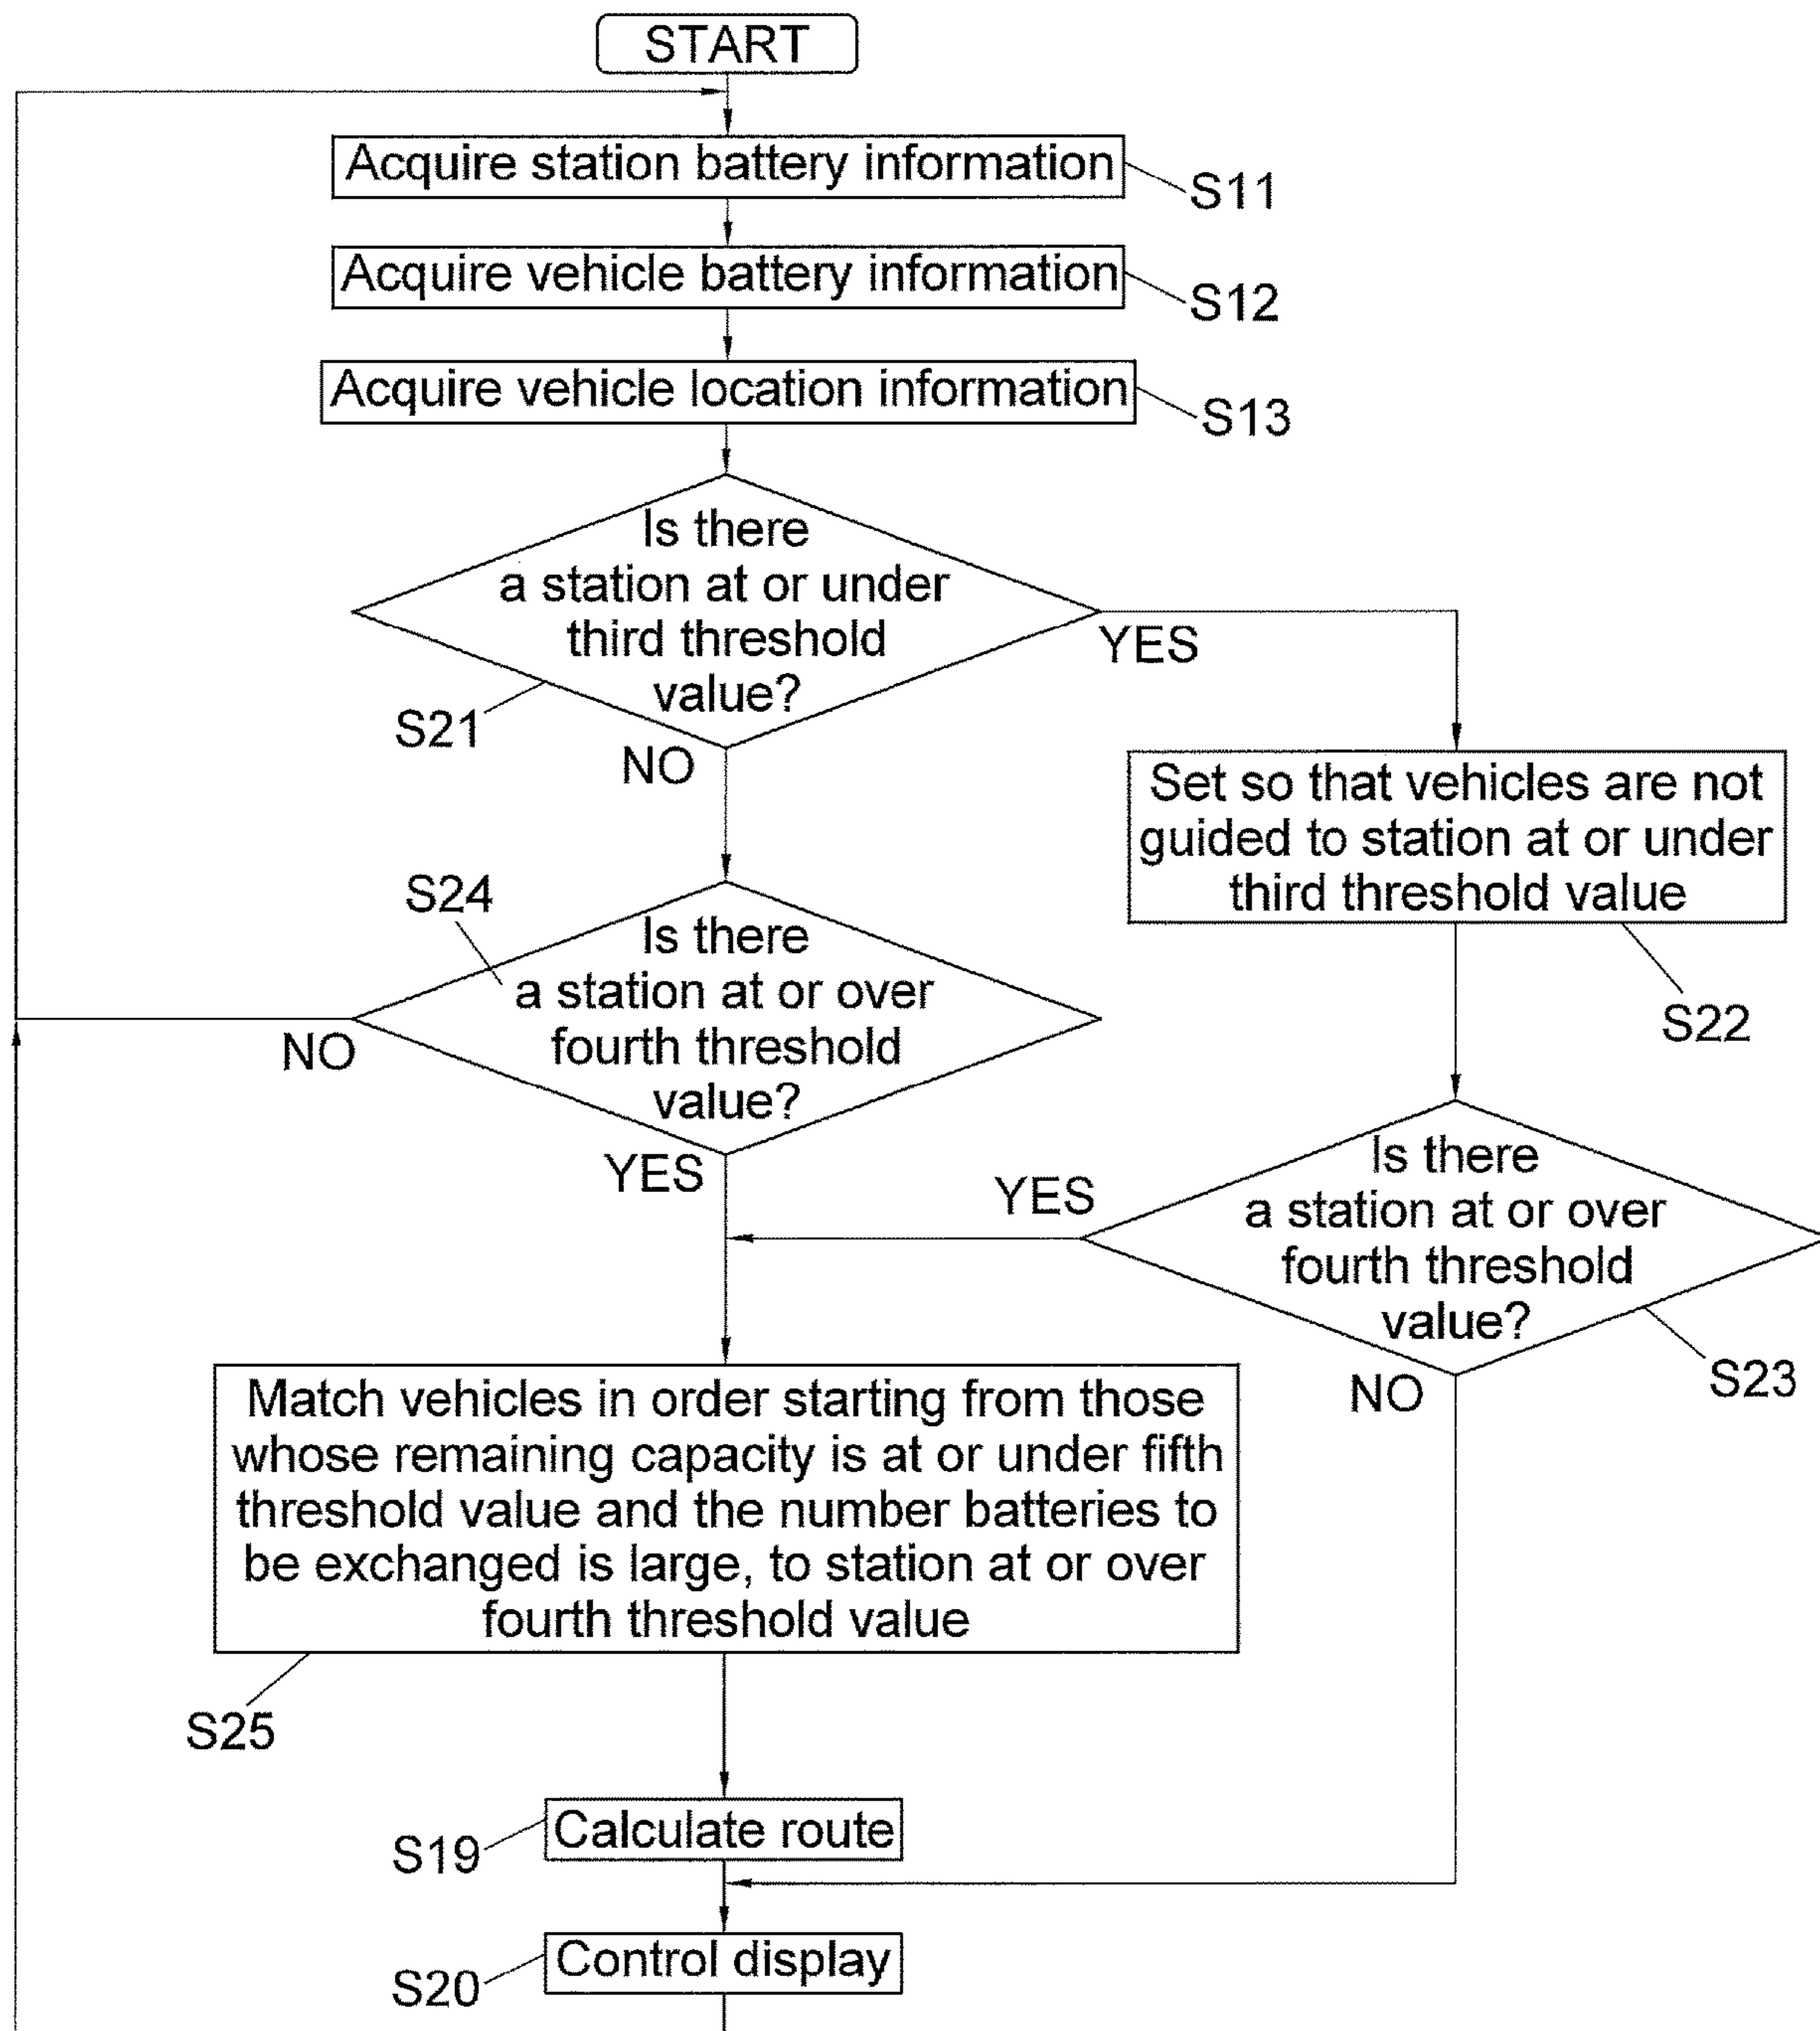 START
Acquire station battery information
S11
Acquire vehicle battery information
S12
Acquire vehicle location information
S13
Is there
a station at or under
third threshold
value?
YES
S21
NO
Set so that vehicles are not
guided to station at or under
third threshold value
S22
S24
Is there
a station at or over
fourth threshold
value?
NO
YES
Is there
a station at or over
fourth threshold
value?
YES
S23
NO
Match vehicles in order starting from those
whose remaining capacity is at or under fifth
threshold value and the number batteries to
be exchanged is large, to station at or over
fourth threshold value
S25
Calculate route
S19
Control display
S20